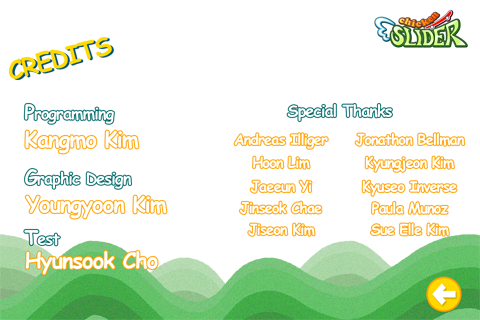 chicken
SLIDER
CREDITS
Programming
Kangmo Kim
Graphic Design
Youngyoon Kim
Test
Hyunsook Cho
Special Thanks
Andreas Illiger
Jonathon Bellman
Hoon Lim
Kyungjeon Kim
Jaeeun Yi
Kyuseo Inverse
Jinseok Chae
Paula Munoz
Jiseon Kim
Sue Elle Kim